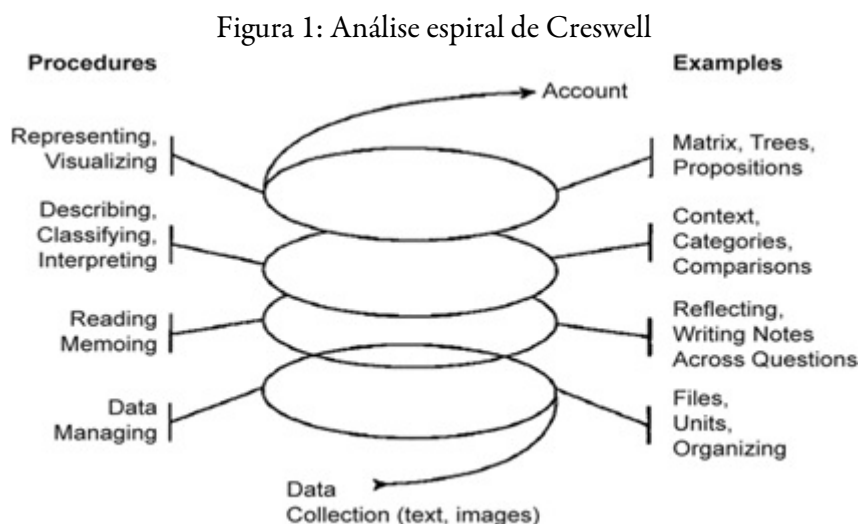 Figura 1: Análise espiral de Creswell
Procedures
Examples
Account
Representing,
Visualizing
Matrix, Trees,
Propositions
Describing,
Classifying,
Interpreting
Context,
Categories,
Comparisons
Reading
Memoing
Reflecting,
Writing Notes
Across Questions
Data
Managing
Files,
Units,
Organizing
Data
Collection (text, images)